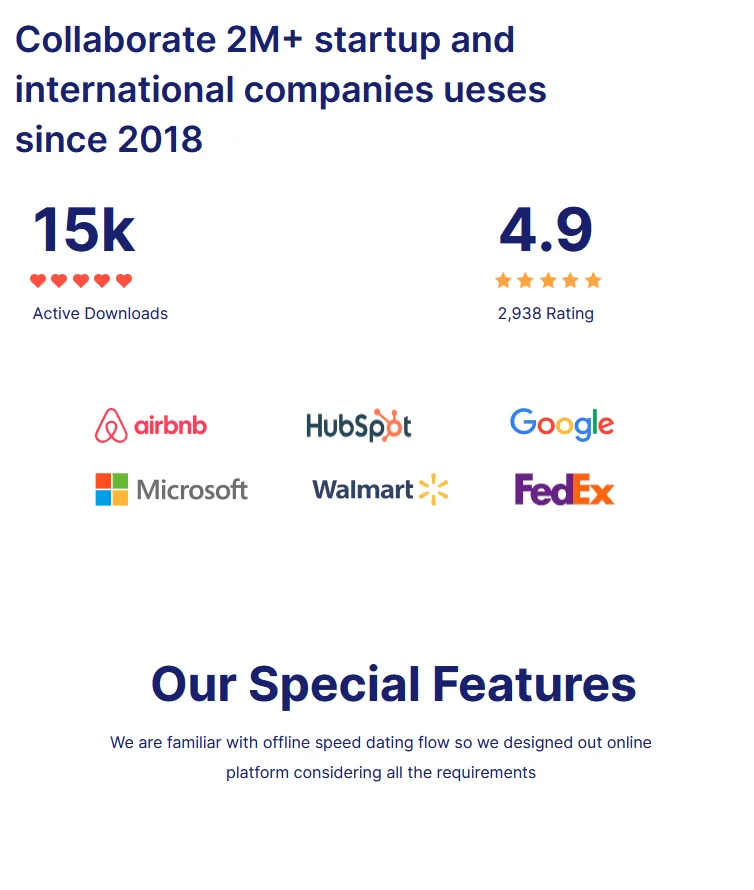 Collaborate 2M+ startup and
international companies ueses
since 2018
15k
4.9
Active Downloads
2,938 Rating
airbnb
HubSpot
Google
Microsoft
Walmart
FedEx
Our Special Features
We are familiar with offline speed dating flow so we designed out online
platform considering all the requirements